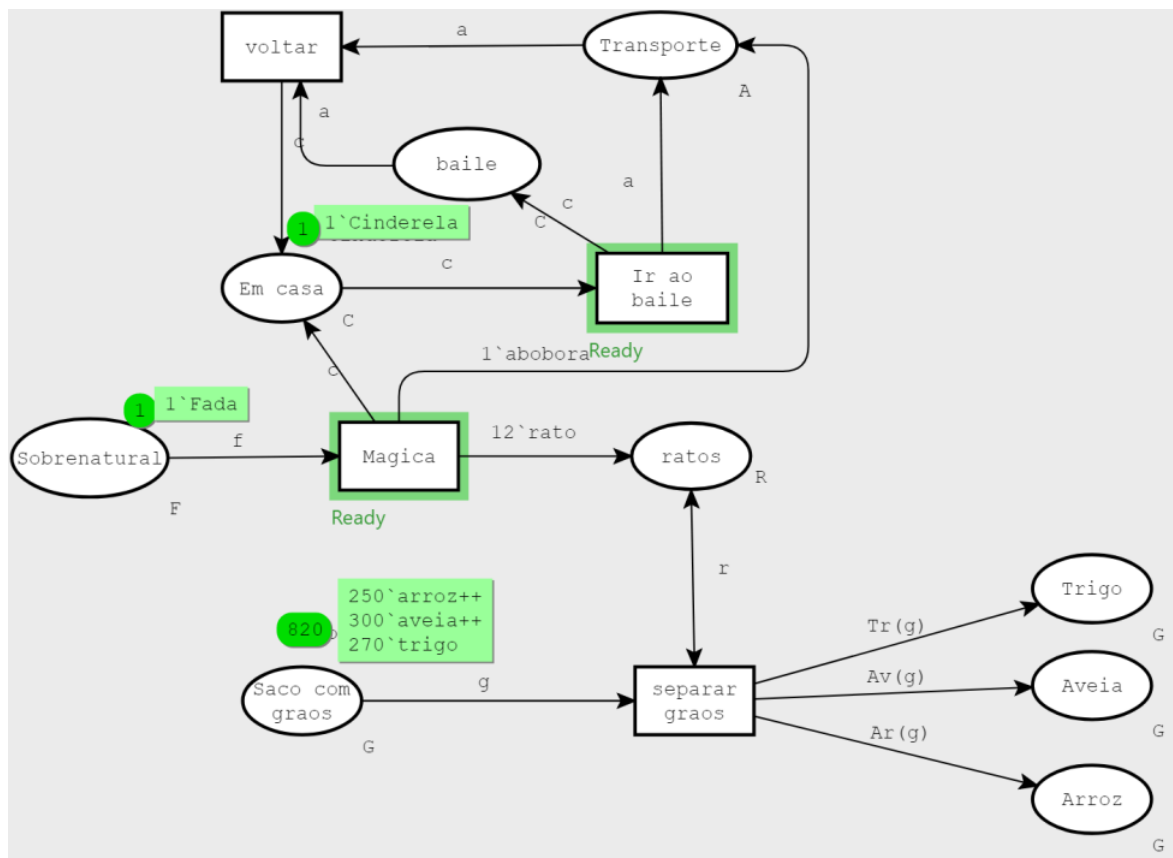 voltar
a
Transporte
A
a
c
baile
a
c
C
1
1`Cinderela
c
Em casa
C
Ir ao
baile
Ready
1`abobora
c
1
1`Fada
f
Sobrenatural
F
Magica
Ready
12`rato
ratos
R
r
820
250`arroz++
300`aveia++
270`trigo
Saco com
graos
G
g
separar
graos
Tr(g)
Trigo
G
Av(g)
Aveia
G
Ar(g)
Arroz
G